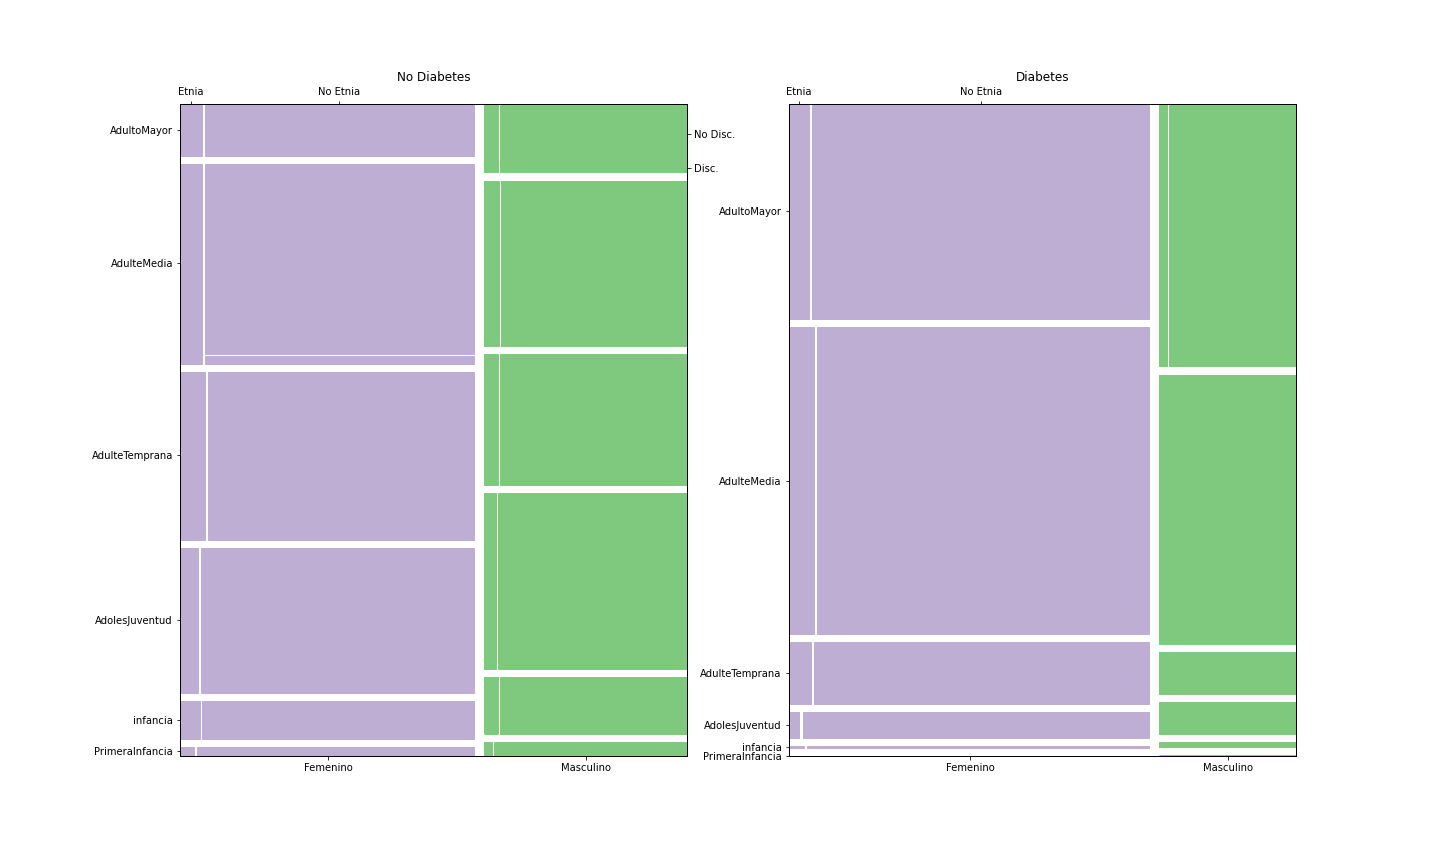 No Diabetes
Etnia
No Etnia
AdultoMayor
AdulteMedia
AdulteTemprana
AdolesJuventud
infancia
PrimeraInfancia
No Disc.
Disc.
Femenino
Masculino
Diabetes
Etnia
No Etnia
AdultoMayor
AdulteMedia
AdulteTemprana
AdolesJuventud
infancia
PrimeraInfancia
Femenino
Masculino